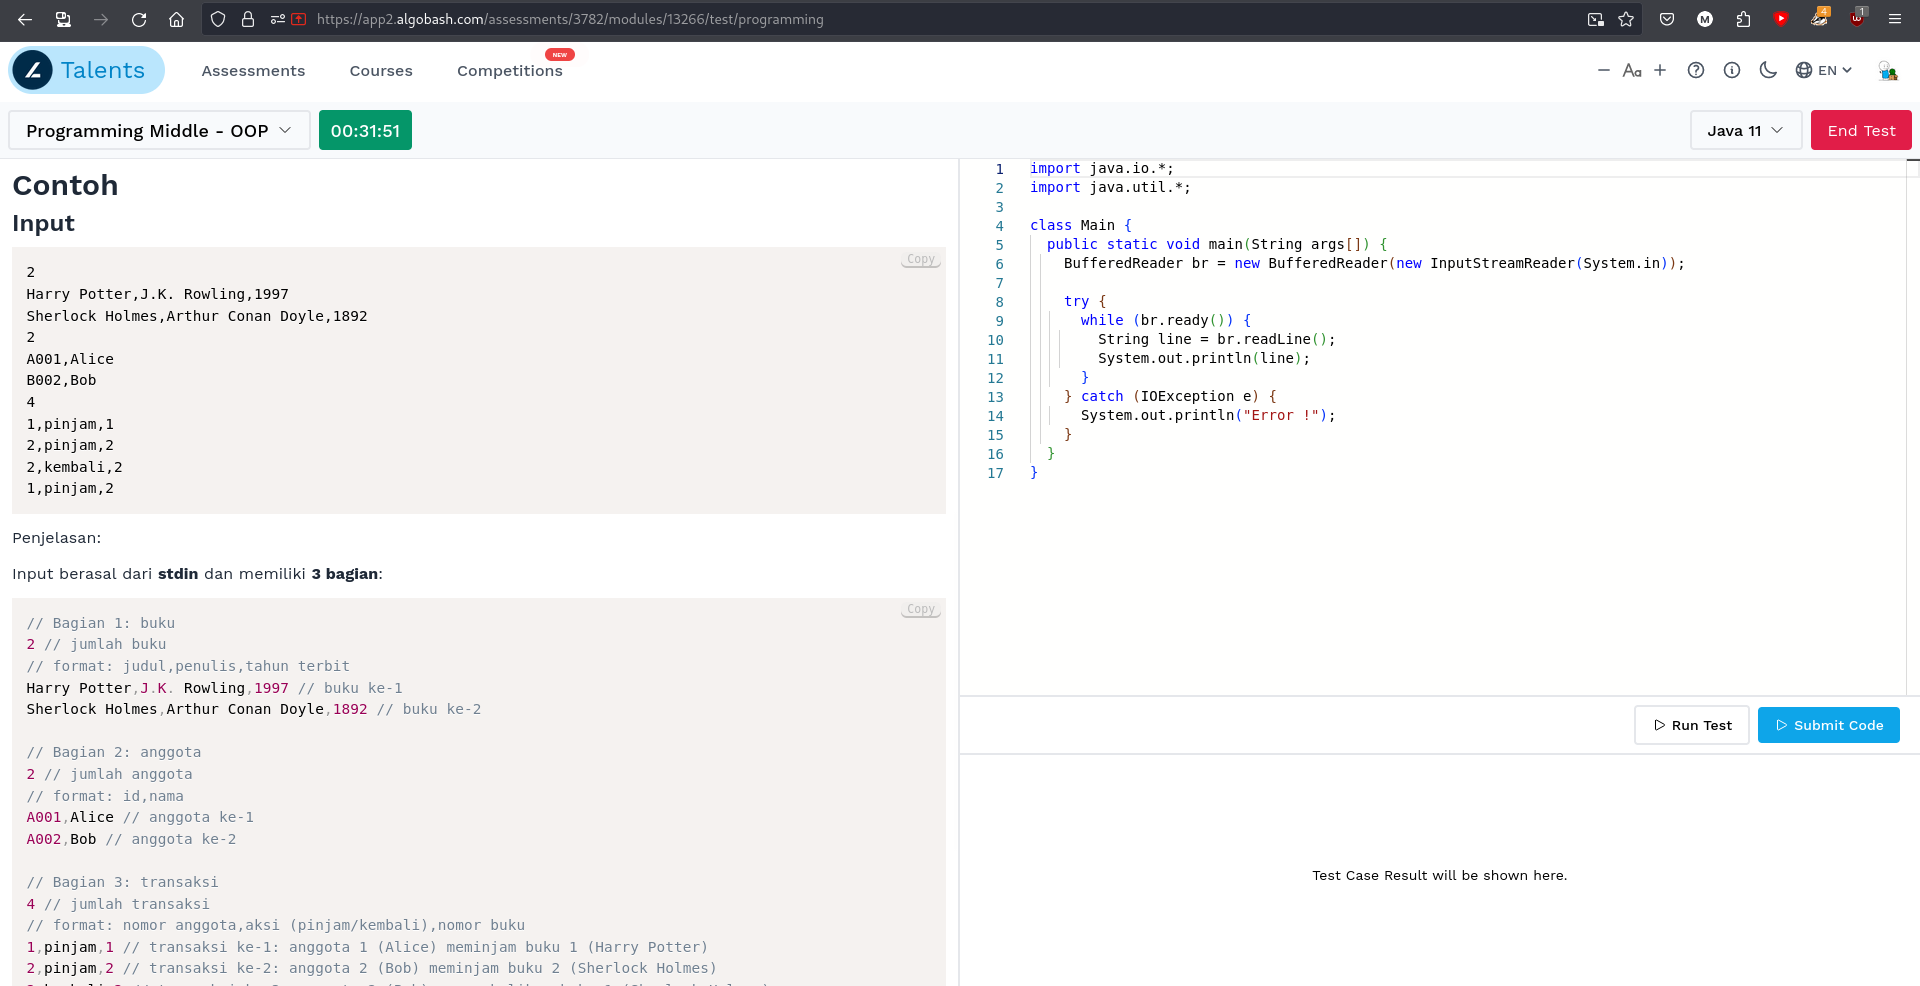 https://app2.algobash.com/assessments/3782/modules/13266/test/programming
4
1
Talents
Assessments
Courses
Competitions
NEW
Aa
EN
Programming Middle - OOP
00:31:51
Java 11
End Test
Contoh
Input
Copy
2
Harry Potter,J.K. Rowling,1997
Sherlock Holmes,Arthur Conan Doyle,1892
2
A001,Alice
B002,Bob
4
1,pinjam,1
2,pinjam,2
2,kembali,2
1,pinjam,2
Penjelasan:
Input berasal dari stdin dan memiliki 3 bagian:
Copy
// Bagian 1: buku
2 // jumlah buku
// format: judul,penulis,tahun terbit
Harry Potter,J.K. Rowling,1997 // buku ke-1
Sherlock Holmes,Arthur Conan Doyle,1892 // buku ke-2
// Bagian 2: anggota
2 // jumlah anggota
// format: id,nama
A001,Alice // anggota ke-1
A002,Bob // anggota ke-2
// Bagian 3: transaksi
4 // jumlah transaksi
// format: nomor anggota,aksi (pinjam/kembali),nomor buku
1,pinjam,1 // transaksi ke-1: anggota 1 (Alice) meminjam buku 1 (Harry Potter)
2,pinjam,2 // transaksi ke-2: anggota 2 (Bob) meminjam buku 2 (Sherlock Holmes)
1 import java.io.*;
2 import java.util.*;
3
4 class Main {
5 public static void main(String args[]) {
6 BufferedReader br = new BufferedReader(new InputStreamReader(System.in));
7
8 try {
9 while (br.ready()) {
10 String line = br.readLine();
11 System.out.println(line);
12 }
13 } catch (IOException e) {
14 System.out.println("Error !");
15 }
16 }
17 }
Run Test
Submit Code
Test Case Result will be shown here.